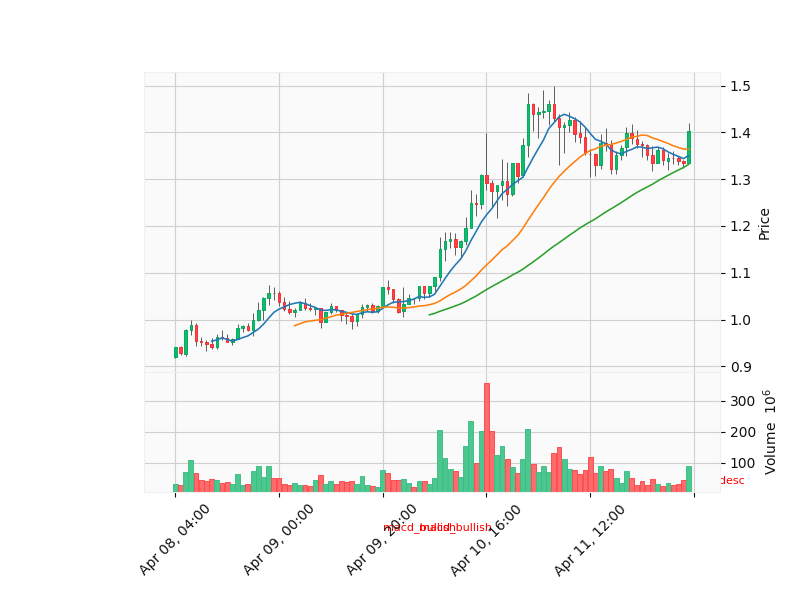 1.5
1.4
1.3
1.2
1.1
1.0
0.9
Price
300
200
100
Volume 10^6
desc
macd_bullish
bullish
Apr 08, 04:00
Apr 09, 00:00
Apr 09, 20:00
Apr 10, 16:00
Apr 11, 12:00